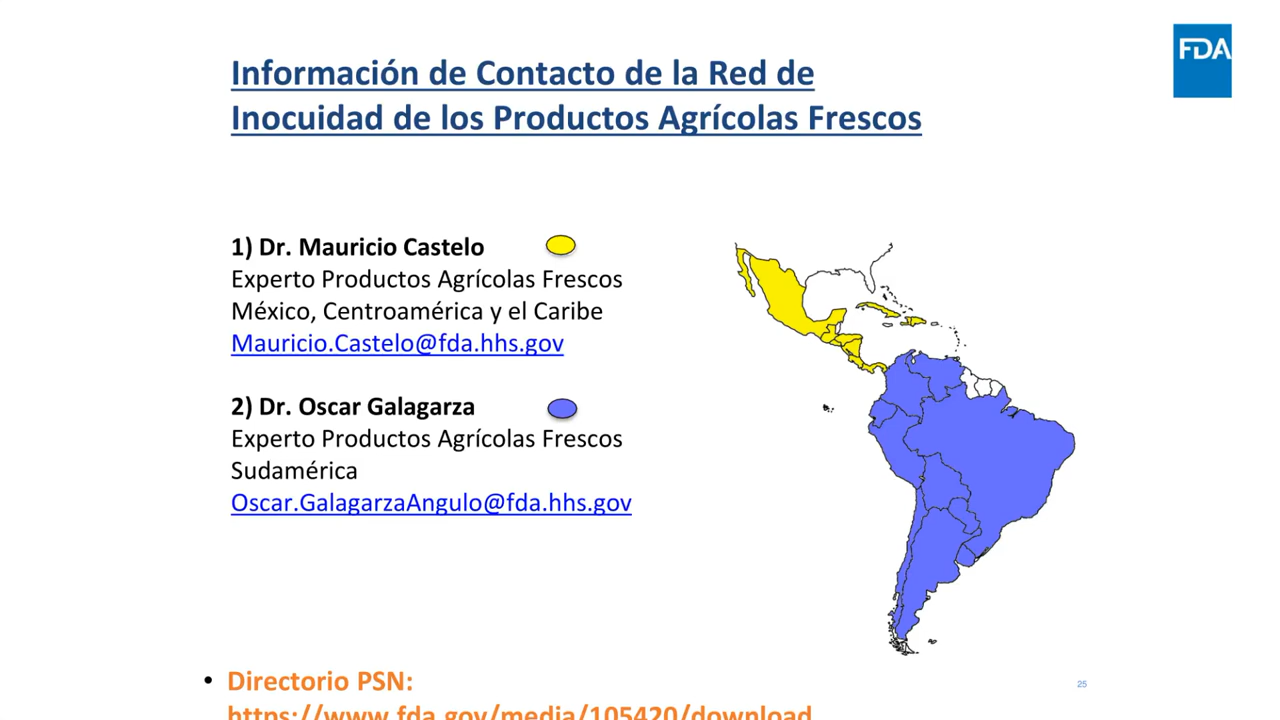 FDA
Información de Contacto de la Red de
Inocuidad de los Productos Agrícolas Frescos
1) Dr. Mauricio Castelo
Experto Productos Agrícolas Frescos
México, Centroamérica y el Caribe
Mauricio.Castelo@fda.hhs.gov
2) Dr. Oscar Galagarza
Experto Productos Agrícolas Frescos
Sudamérica
Oscar.GalagarzaAngulo@fda.hhs.gov
• Directorio PSN:
https://www.fda.gov/media/105420/download
25